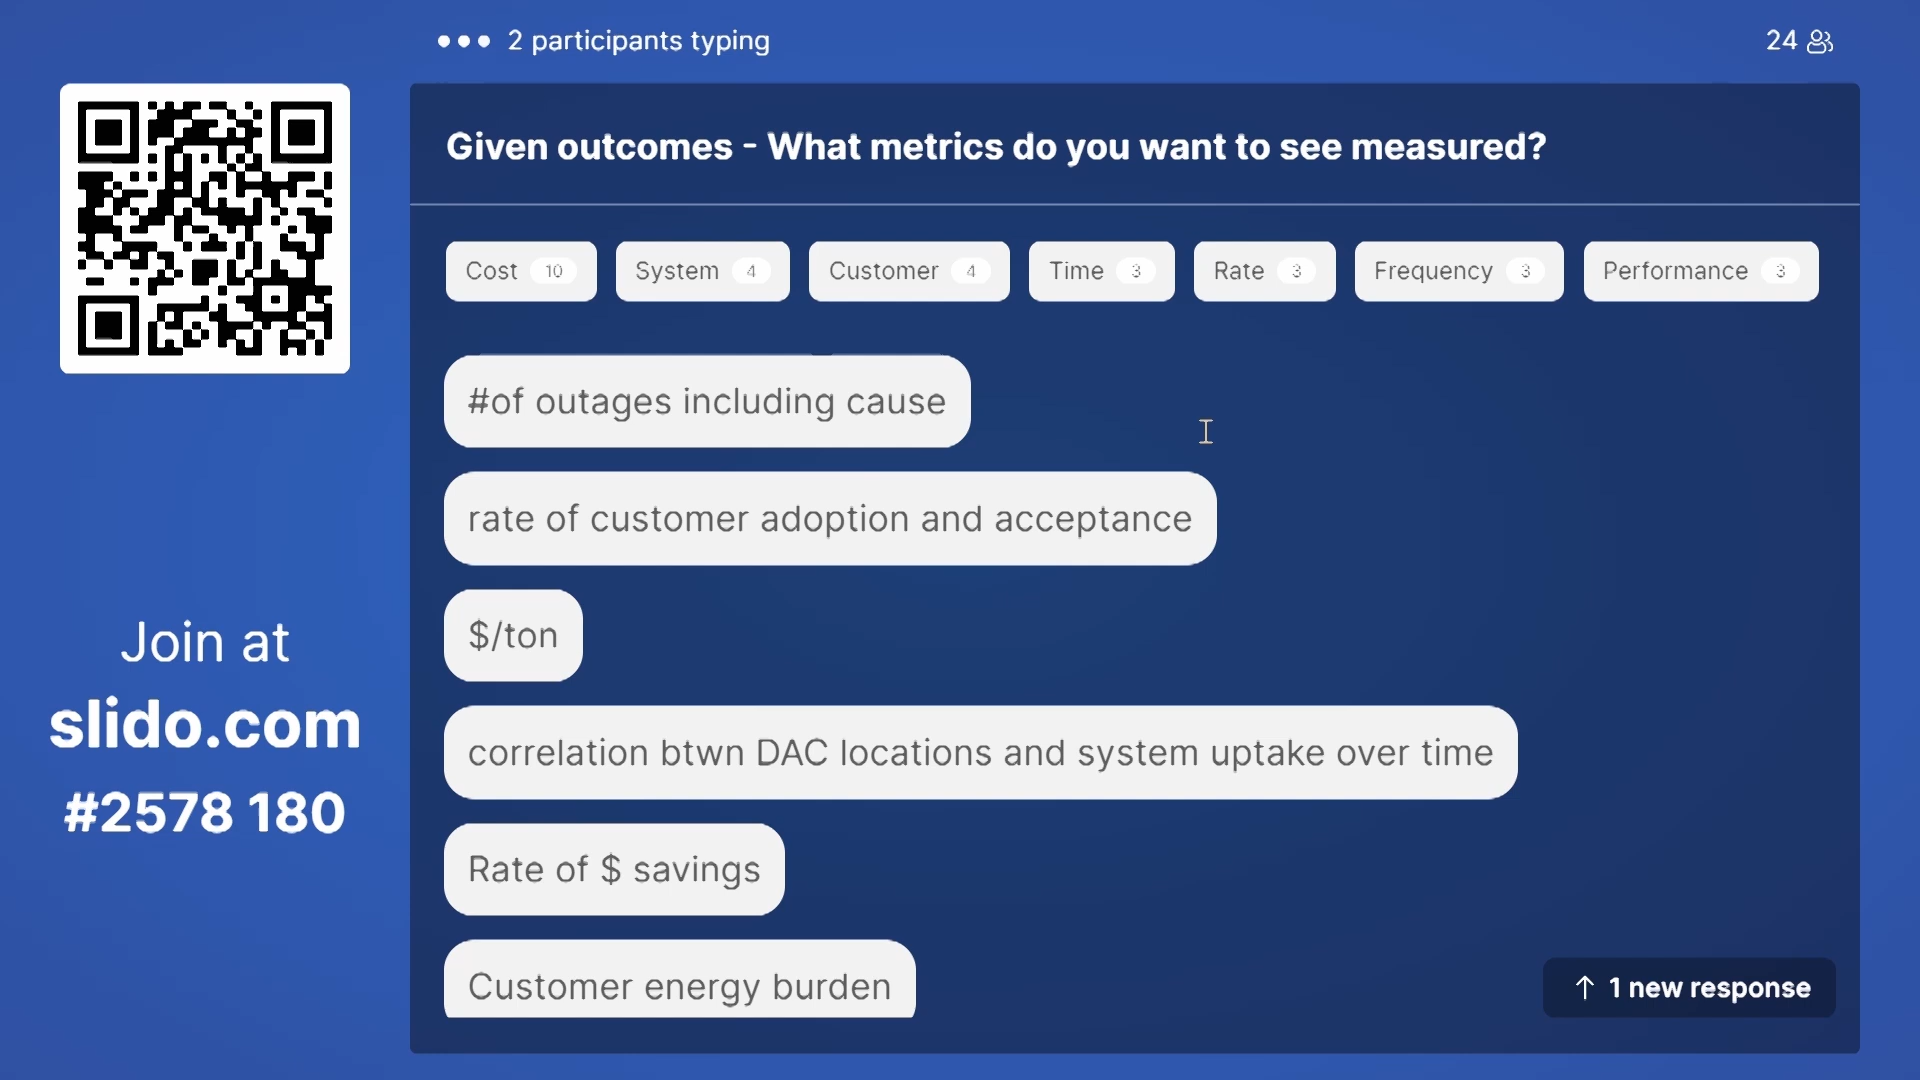 2 participants typing
24
Given outcomes - What metrics do you want to see measured?
Cost 10 System 4 Customer 4 Time 3 Rate 3 Frequency 3 Performance 3
#of outages including cause
rate of customer adoption and acceptance
$/ton
correlation btwn DAC locations and system uptake over time
Rate of $ savings
Customer energy burden
↑ 1 new response
Join at
slido.com
#2578 180